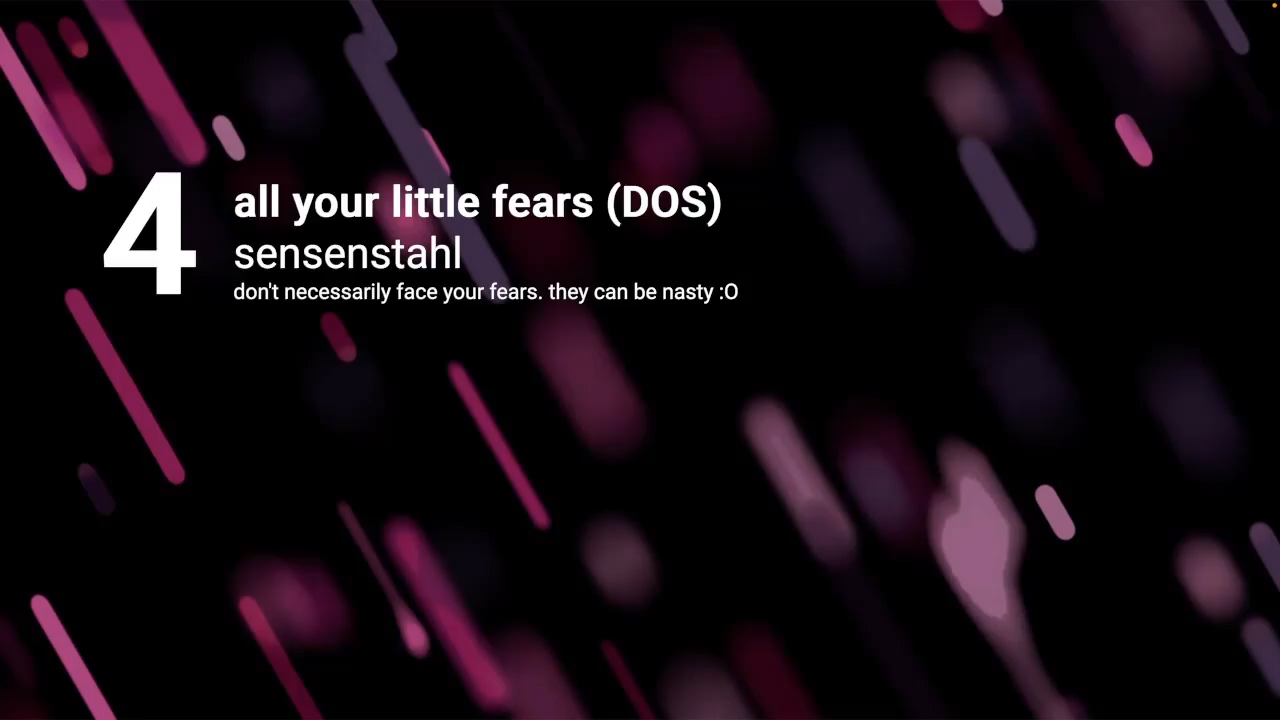 4
all your little fears (DOS)
sensenstahl
don't necessarily face your fears. they can be nasty :O